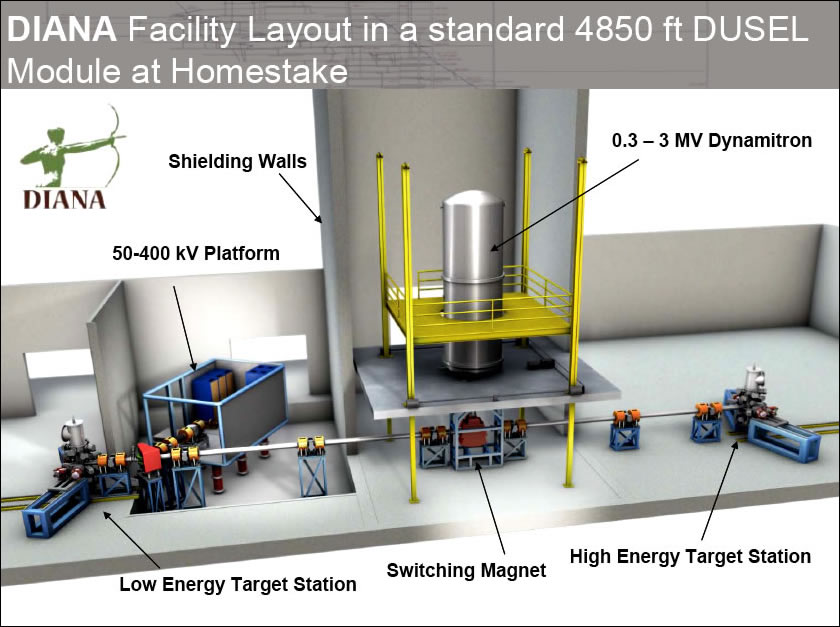 DIANA Facility Layout in a standard 4850 ft DUSEL
Module at Homestake
DIANA
Shielding Walls
0.3 – 3 MV Dynamitron
50-400 kV Platform
Low Energy Target Station
Switching Magnet
High Energy Target Station